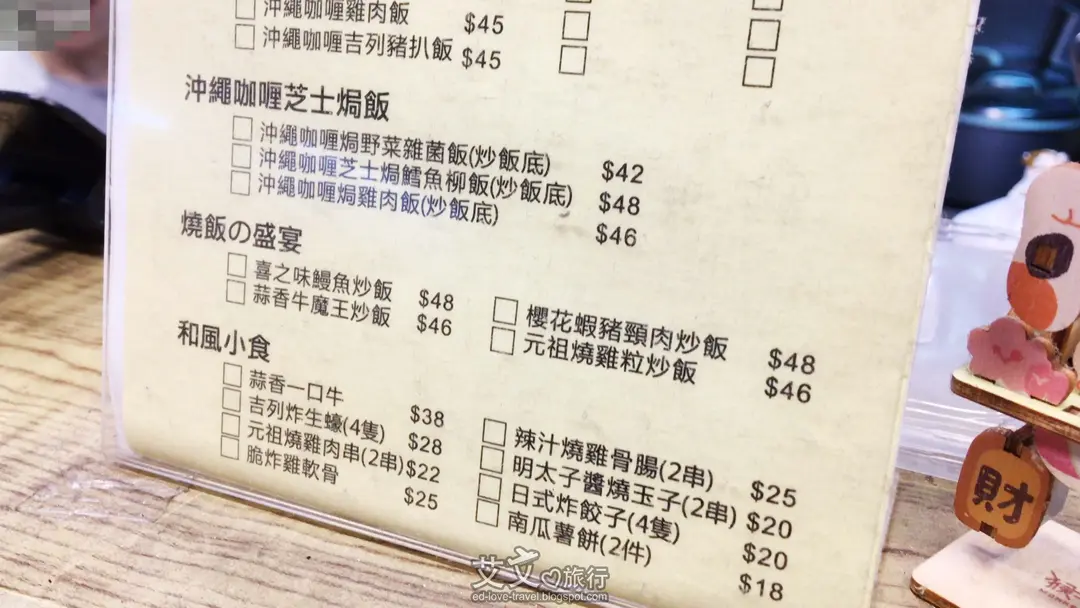 沖繩咖喱雞肉飯 $45
沖繩咖喱吉列豬扒飯 $45
沖繩咖喱芝士焗飯
沖繩咖喱焗野菜雜菌飯(炒飯底) $42
沖繩咖喱芝士焗鱈魚柳飯(炒飯底) $48
沖繩咖喱焗雞肉飯(炒飯底) $46
燒飯の盛宴
喜之味鰻魚炒飯 $48
蒜香牛魔王炒飯 $46
櫻花蝦豬頸肉炒飯 $48
元祖燒雞粒炒飯 $46
和風小食
蒜香一口牛 $38
吉列炸生蠔(4隻) $28
元祖燒雞肉串(2串) $22
脆炸雞軟骨 $25
辣汁燒雞骨腸(2串) $25
明太子醬燒玉子(2串) $20
日式炸餃子(4隻) $20
南瓜薯餅(2件) $18
財
艾文旅行
ed-love-travel.blogspot.com